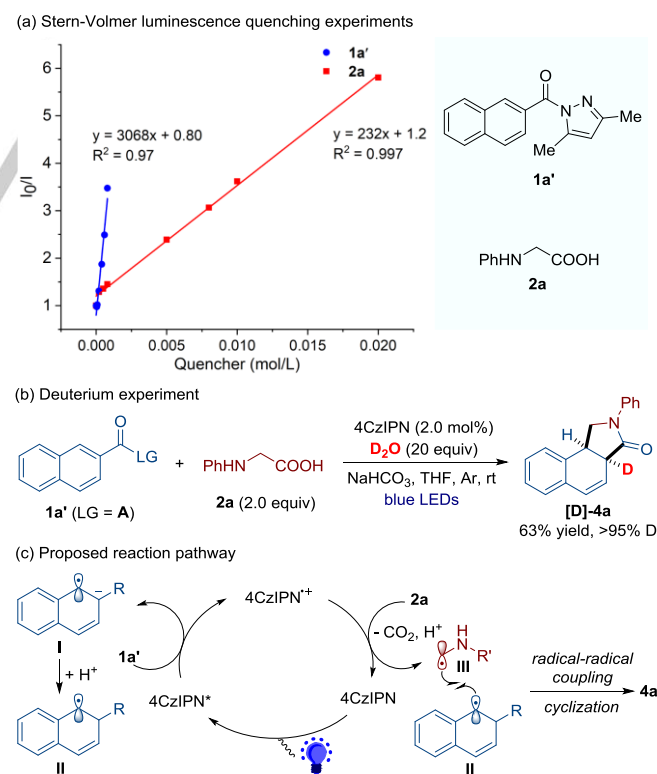 (a) Stern-Volmer luminescence quenching experiments
1a'
2a
6
5
4
3
2
1
I0/I
y = 3068x + 0.80
R² = 0.97
y = 232x + 1.2
R² = 0.997
0.000
0.005
0.010
0.015
0.020
Quencher (mol/L)
O
N
N
Me
Me
1a'
PhHN
COOH
2a
(b) Deuterium experiment
O
LG
1a' (LG = A)
+
PhHN
COOH
2a (2.0 equiv)
4CzIPN (2.0 mol%)
D₂O (20 equiv)
NaHCO₃, THF, Ar, rt
blue LEDs
Ph
N
H
O
D
[D]-4a
63% yield, >95% D
(c) Proposed reaction pathway
R
I
+ H⁺
R
II
1a'
4CzIPN•+
4CzIPN*
4CzIPN
2a
- CO₂, H⁺
H
N
R'
III
R
II
radical-radical
coupling
cyclization
4a